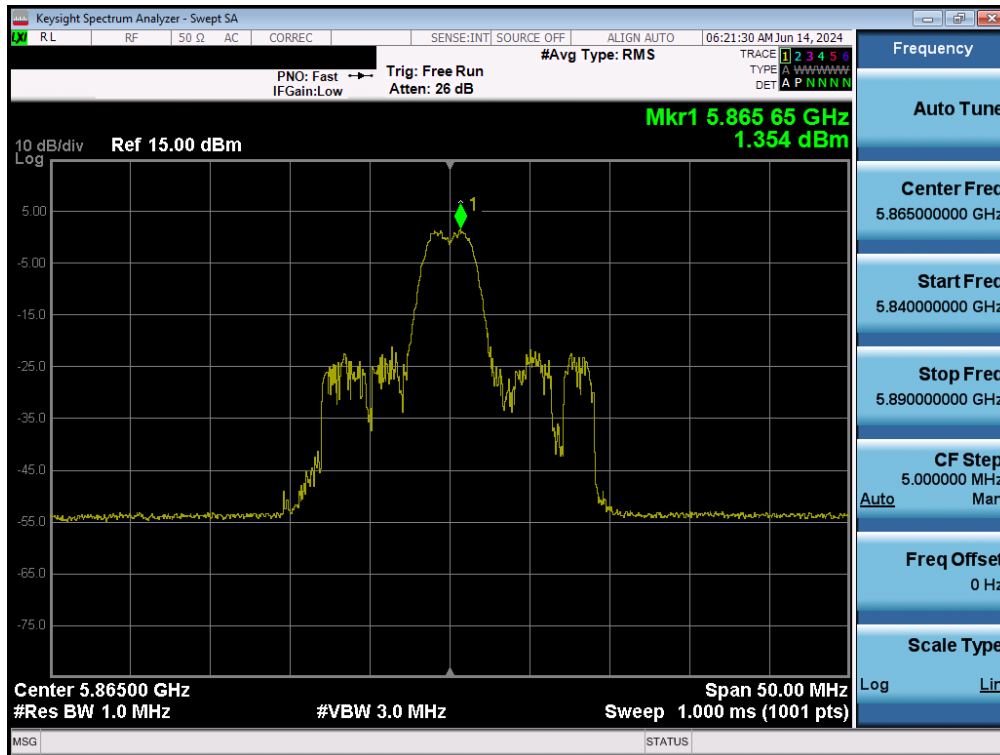 Keysight Spectrum Analyzer - Swept SA
LXI RL RF 50 Ω AC CORREC SENSE:INT SOURCE OFF ALIGN AUTO 06:21:30 AM Jun 14, 2024
#Avg Type: RMS
TRACE 1 2 3 4 5 6
PNO: Fast Trig: Free Run
TYPE A WWWWW
IFGain:Low Atten: 26 dB
DET A P N N N N
Mkr1 5.865 65 GHz
1.354 dBm
10 dB/div Ref 15.00 dBm
Log
1
5.00
-5.00
-15.0
-25.0
-35.0
-45.0
-55.0
-65.0
-75.0
Center 5.86500 GHz Span 50.00 MHz
#Res BW 1.0 MHz #VBW 3.0 MHz Sweep 1.000 ms (1001 pts)
MSG STATUS
Frequency
Auto Tune
Center Freq
5.865000000 GHz
Start Freq
5.840000000 GHz
Stop Freq
5.890000000 GHz
CF Step
5.000000 MHz
Auto Man
Freq Offset
0 Hz
Scale Type
Log Lin